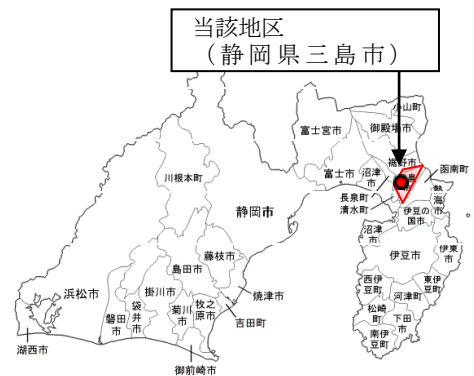 当該地区
（静岡県三島市）
小山町
御殿場市
富士宮市
裾野市
函南町
富士市
沼津
市
川根本町
長泉町
清水町
熱
海
市
静岡市
伊豆の
国市
沼津
市
藤枝市
伊豆市
伊東
市
島田市
浜松市
掛川市
焼津市
西伊
豆町
東伊
豆町
袋
井
市
菊川
市
牧之
原市
河津町
磐田
市
吉田町
松崎
町
下田
市
湖西市
南伊
豆町
御前崎市
。